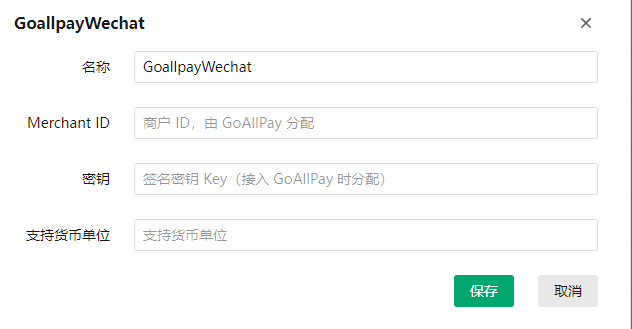 GoallpayWechat
名称 GoallpayWechat
Merchant ID 商户 ID，由 GoAllPay 分配
密钥 签名密钥 Key（接入 GoAllPay 时分配）
支持货币单位 支持货币单位
保存 取消